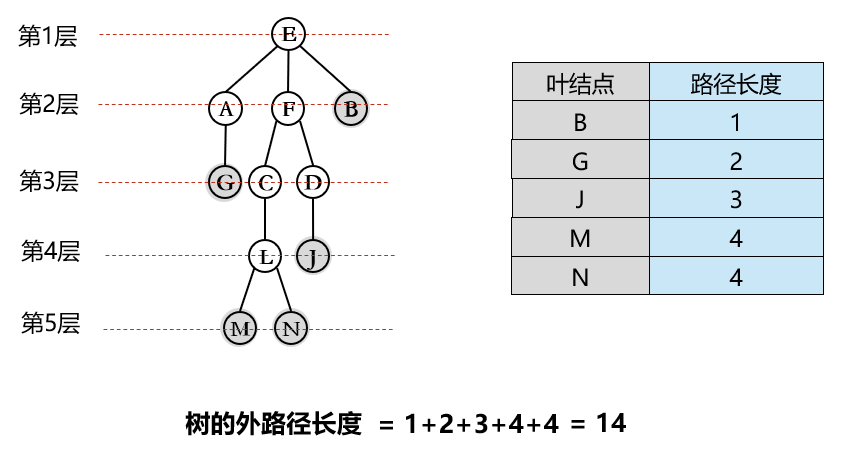 第1层
E
第2层
A F B
第3层
G C D
第4层
L J
第5层
M N
叶结点 路径长度
B 1
G 2
J 3
M 4
N 4
树的外路径长度 = 1+2+3+4+4 = 14